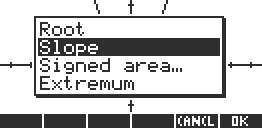 Root
Slope
Signed area…
Extremum
CANCL OK